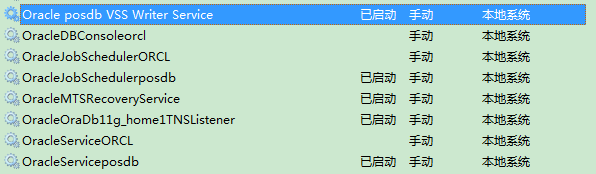 Oracle posdb VSS Writer Service 已启动 手动 本地系统
OracleDBConsoleorcl 手动 本地系统
OracleJobSchedulerORCL 手动 本地系统
OracleJobSchedulerposdb 已启动 手动 本地系统
OracleMTSRecoveryService 已启动 手动 本地系统
OracleOraDb11g_home1TNSListener 已启动 手动 本地系统
OracleServiceORCL 手动 本地系统
OracleServiceposdb 已启动 手动 本地系统